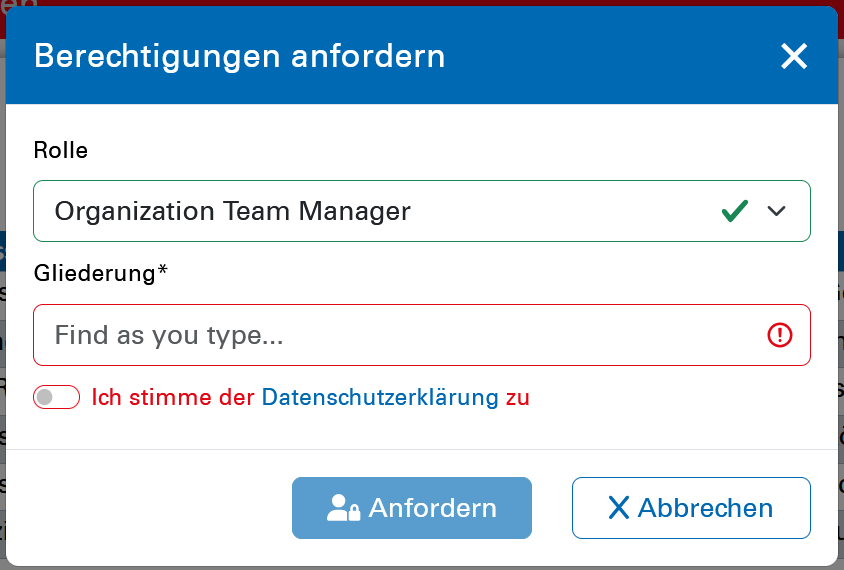 Berechtigungen anfordern
Rolle
Organization Team Manager
Gliederung*
Find as you type...
Ich stimme der Datenschutzerklärung zu
Anfordern
Abbrechen